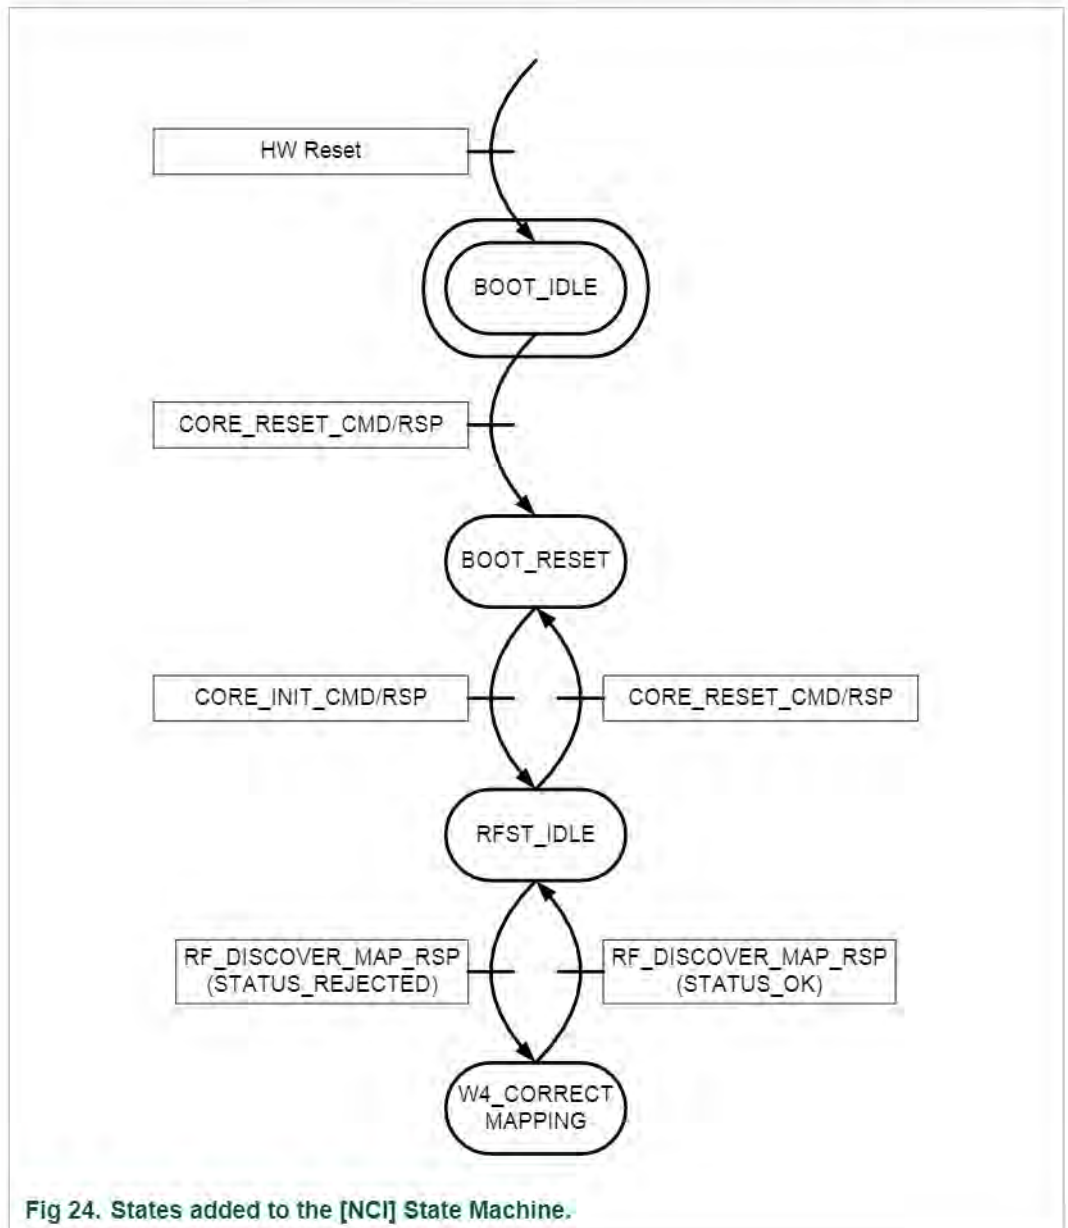 HW Reset
BOOT_IDLE
CORE_RESET_CMD/RSP
BOOT_RESET
CORE_INIT_CMD/RSP
CORE_RESET_CMD/RSP
RFST_IDLE
RF_DISCOVER_MAP_RSP
(STATUS_REJECTED)
RF_DISCOVER_MAP_RSP
(STATUS_OK)
W4_CORRECT
MAPPING
Fig 24. States added to the [NCI] State Machine.